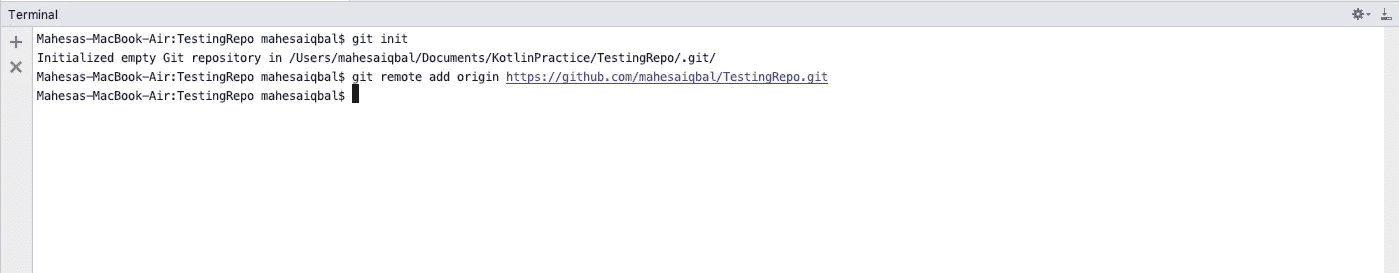 Terminal
Mahesas-MacBook-Air:TestingRepo mahesaiqbal$ git init
Initialized empty Git repository in /Users/mahesaiqbal/Documents/KotlinPractice/TestingRepo/.git/
Mahesas-MacBook-Air:TestingRepo mahesaiqbal$ git remote add origin https://github.com/mahesaiqbal/TestingRepo.git
Mahesas-MacBook-Air:TestingRepo mahesaiqbal$